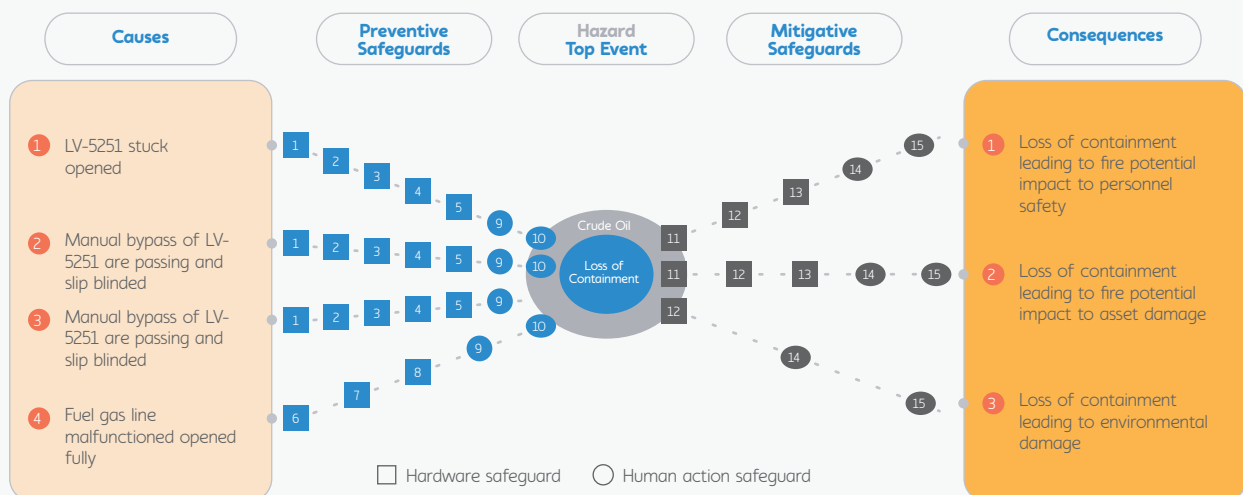 Causes
Preventive
Safeguards
Hazard
Top Event
Mitigative
Safeguards
Consequences
1 LV-5251 stuck
opened
2 Manual bypass of LV-
5251 are passing and
slip blinded
3 Manual bypass of LV-
5251 are passing and
slip blinded
4 Fuel gas line
malfunctioned opened
fully
1 2 3 4 5 9 10
1 2 3 4 5 9 10
1 2 3 4 5 9
6 7 8 9 10
Crude Oil
Loss of
Containment
11 12 13 14 15
11 12 13 14 15
12 14 15
1 Loss of containment
leading to fire potential
impact to personnel
safety
2 Loss of containment
leading to fire potential
impact to asset damage
3 Loss of containment
leading to environmental
damage
Hardware safeguard
Human action safeguard